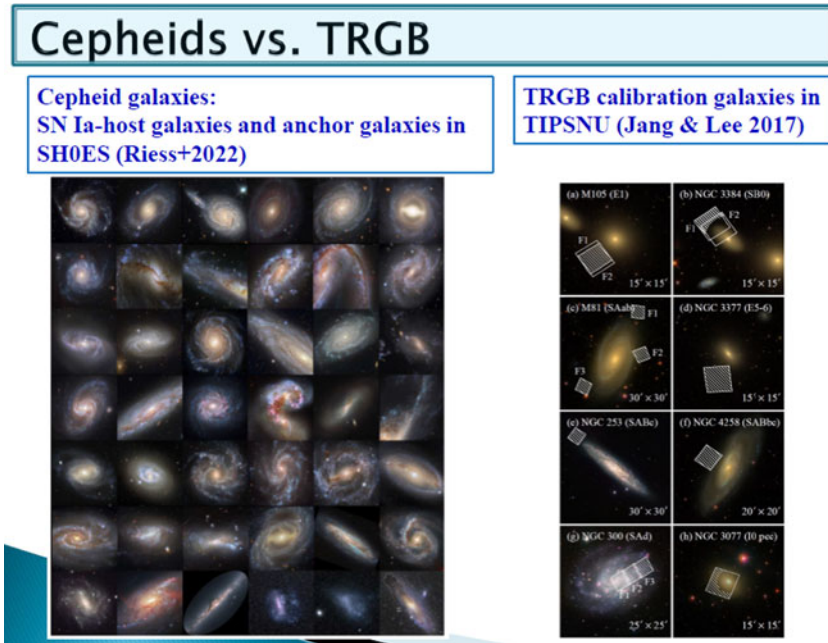 Cepheids vs. TRGB
Cepheid galaxies:
SN Ia-host galaxies and anchor galaxies in
SH0ES (Riess+2022)
TRGB calibration galaxies in
TIPSNU (Jang & Lee 2017)
(a) M105 (E1)
F1
F2
15′×15′
(b) NGC 3384 (SB0)
F2
F1
15′×15′
(c) M81 (SAab)
F1
F2
F3
30′×30′
(d) NGC 3377 (E5-6)
15′×15′
(e) NGC 253 (SABc)
30′×30′
(f) NGC 4258 (SABbc)
20′×20′
(g) NGC 300 (SAd)
F1
F2
F3
25′×25′
(h) NGC 3077 (I0 pec)
15′×15′